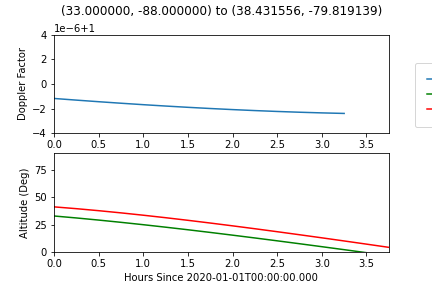 (33.000000, -88.000000) to (38.431556, -79.819139)
1e−6+1
Doppler Factor
4
2
0
−2
−4
0.0 0.5 1.0 1.5 2.0 2.5 3.0 3.5
Altitude (Deg)
75
50
25
0
0.0 0.5 1.0 1.5 2.0 2.5 3.0 3.5
Hours Since 2020-01-01T00:00:00.000